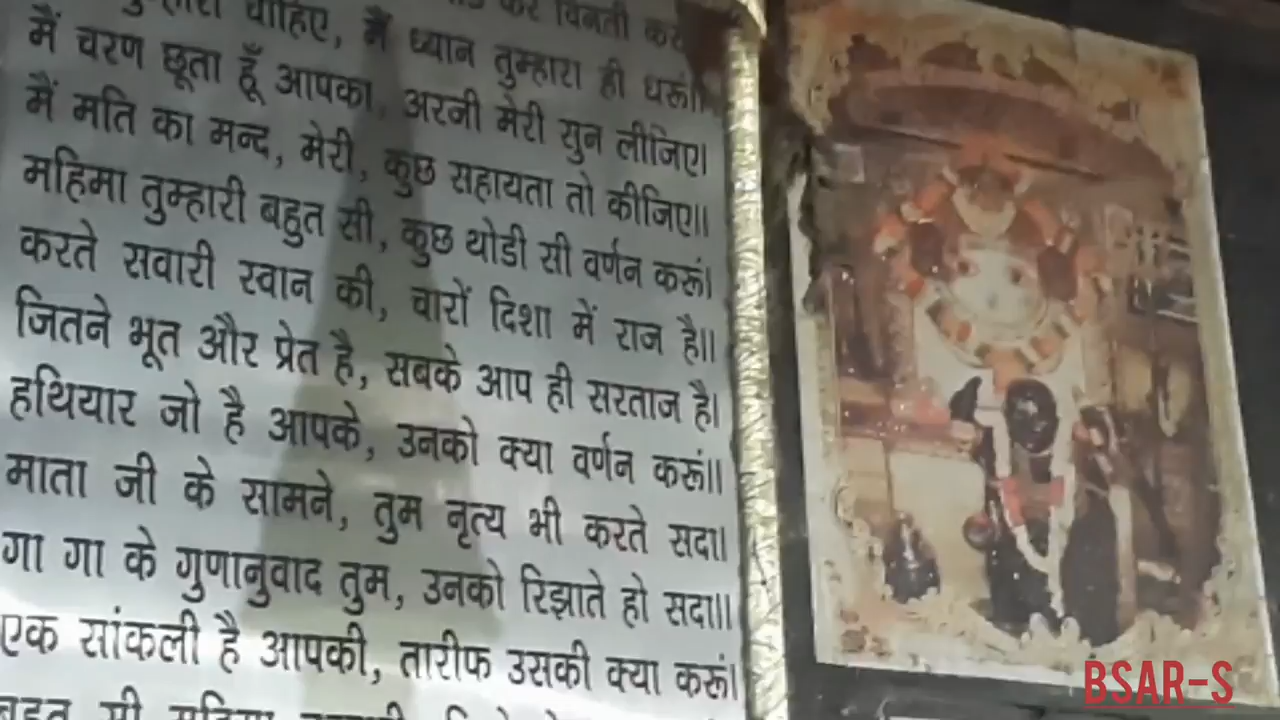 चाहिए, मैं ध्यान तुम्हारा ही धरूं।।
मैं चरण छूता हूँ आपका, अरनी मेरी सुन लीजिए।
मैं मति का मन्द, मेरी, कुछ सहायता तो कीजिए।।
महिमा तुम्हारी बहुत सी, कुछ थोडी सी वर्णन करूं।
करते सवारी स्वान की, चारों दिशा में राज है।।
जितने भूत और प्रेत है, सबके आप ही सरताज है।
हथियार जो है आपके, उनको क्या वर्णन करूं।।
माता जी के सामने, तुम नृत्य भी करते सदा।
गा गा के गुणानुवाद तुम, उनको रिझाते हो सदा।।
एक सांकली है आपकी, तारीफ उसकी क्या करूं।
BSAR-S